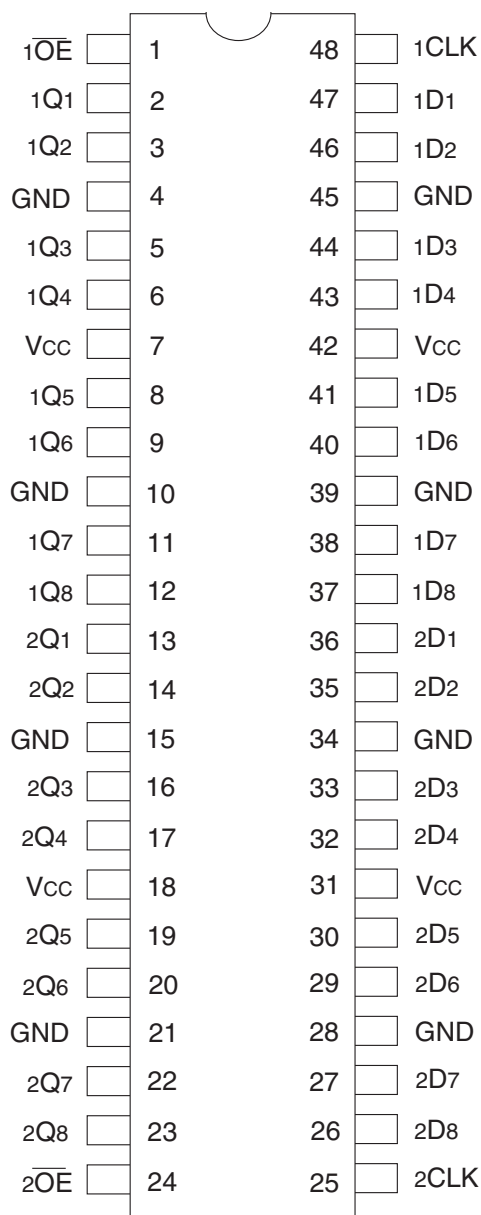 1O̅E̅ 1 48 1CLK
1Q1 2 47 1D1
1Q2 3 46 1D2
GND 4 45 GND
1Q3 5 44 1D3
1Q4 6 43 1D4
VCC 7 42 VCC
1Q5 8 41 1D5
1Q6 9 40 1D6
GND 10 39 GND
1Q7 11 38 1D7
1Q8 12 37 1D8
2Q1 13 36 2D1
2Q2 14 35 2D2
GND 15 34 GND
2Q3 16 33 2D3
2Q4 17 32 2D4
VCC 18 31 VCC
2Q5 19 30 2D5
2Q6 20 29 2D6
GND 21 28 GND
2Q7 22 27 2D7
2Q8 23 26 2D8
2O̅E̅ 24 25 2CLK